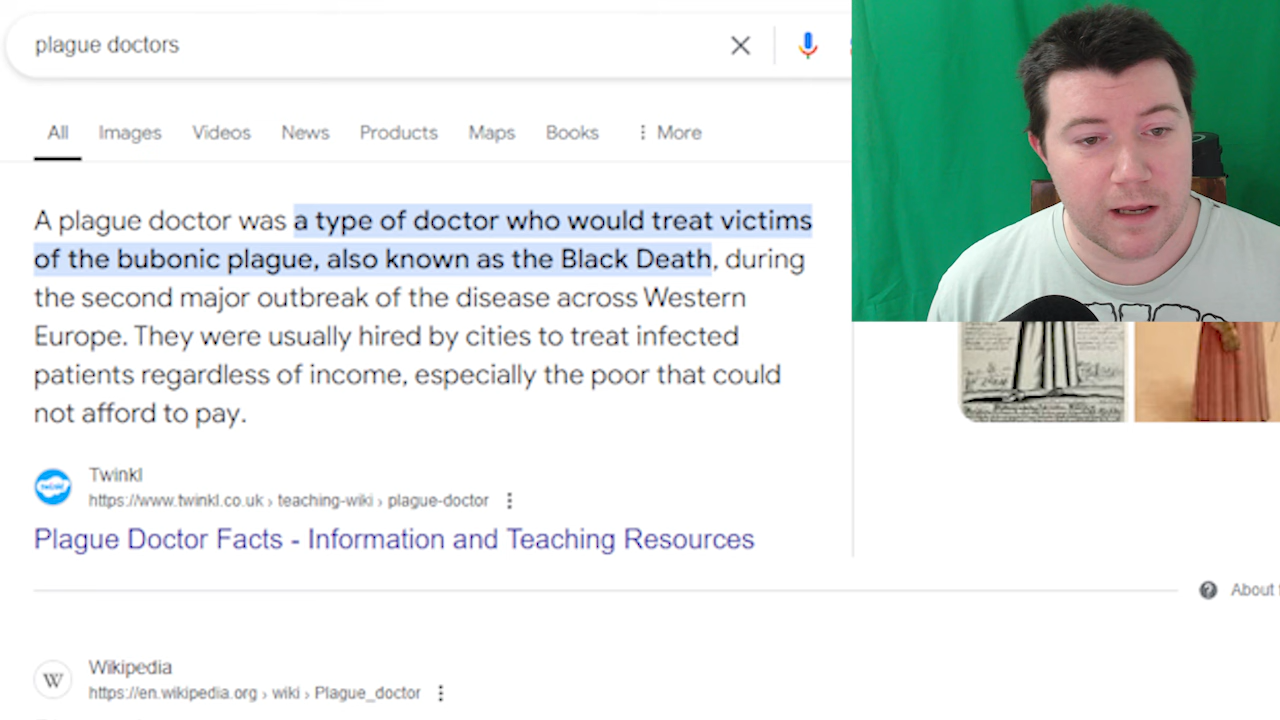 plague doctors
All Images Videos News Products Maps Books More
A plague doctor was a type of doctor who would treat victims
of the bubonic plague, also known as the Black Death, during
the second major outbreak of the disease across Western
Europe. They were usually hired by cities to treat infected
patients regardless of income, especially the poor that could
not afford to pay.
Twinkl
https://www.twinkl.co.uk › teaching-wiki › plague-doctor
Plague Doctor Facts - Information and Teaching Resources
About
Wikipedia
https://en.wikipedia.org › wiki › Plague_doctor